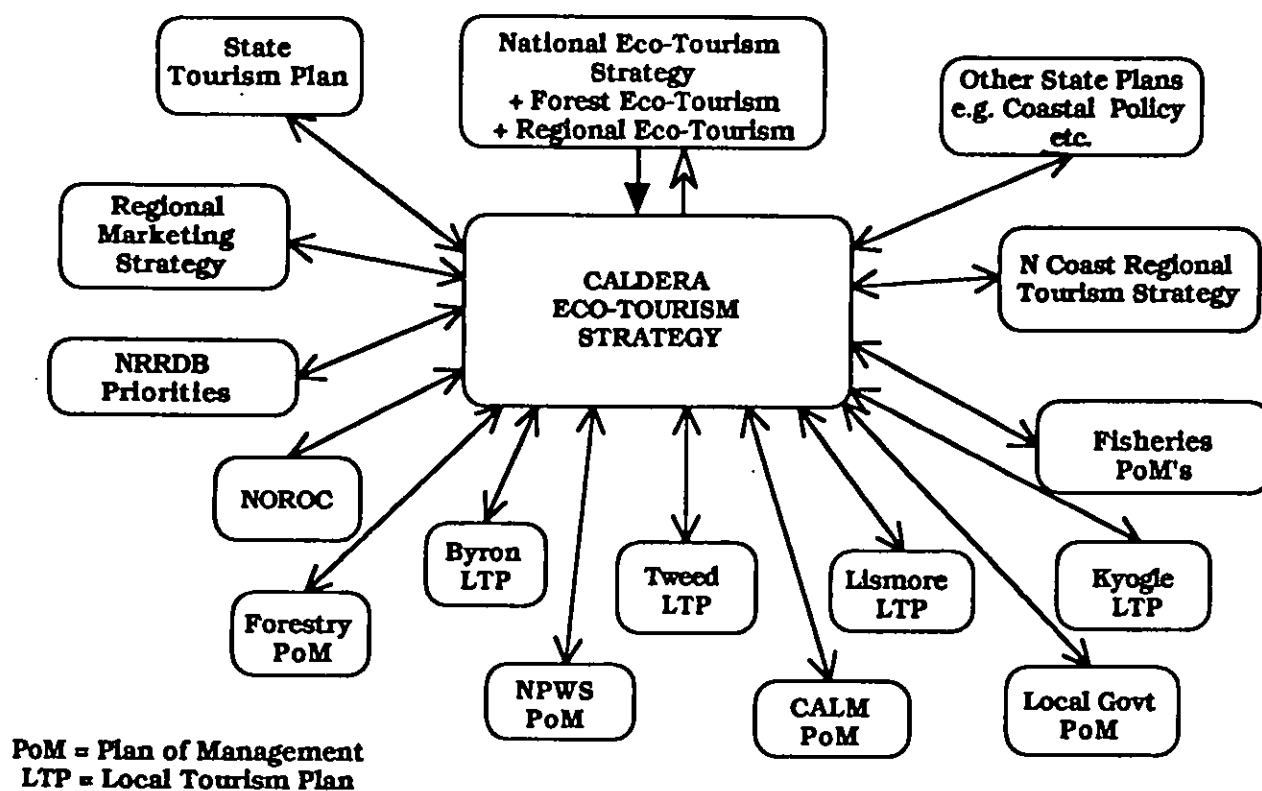 State
Tourism Plan
National Eco-Tourism
Strategy
+ Forest Eco-Tourism
+ Regional Eco-Tourism
Other State Plans
e.g. Coastal Policy
etc.
Regional
Marketing
Strategy
CALDERA
ECO-TOURISM
STRATEGY
N Coast Regional
Tourism Strategy
NRRDB
Priorities
Fisheries
PoM's
NOROC
Byron
LTP
Tweed
LTP
Lismore
LTP
Kyogle
LTP
Forestry
PoM
NPWS
PoM
CALM
PoM
Local Govt
PoM
PoM = Plan of Management
LTP = Local Tourism Plan